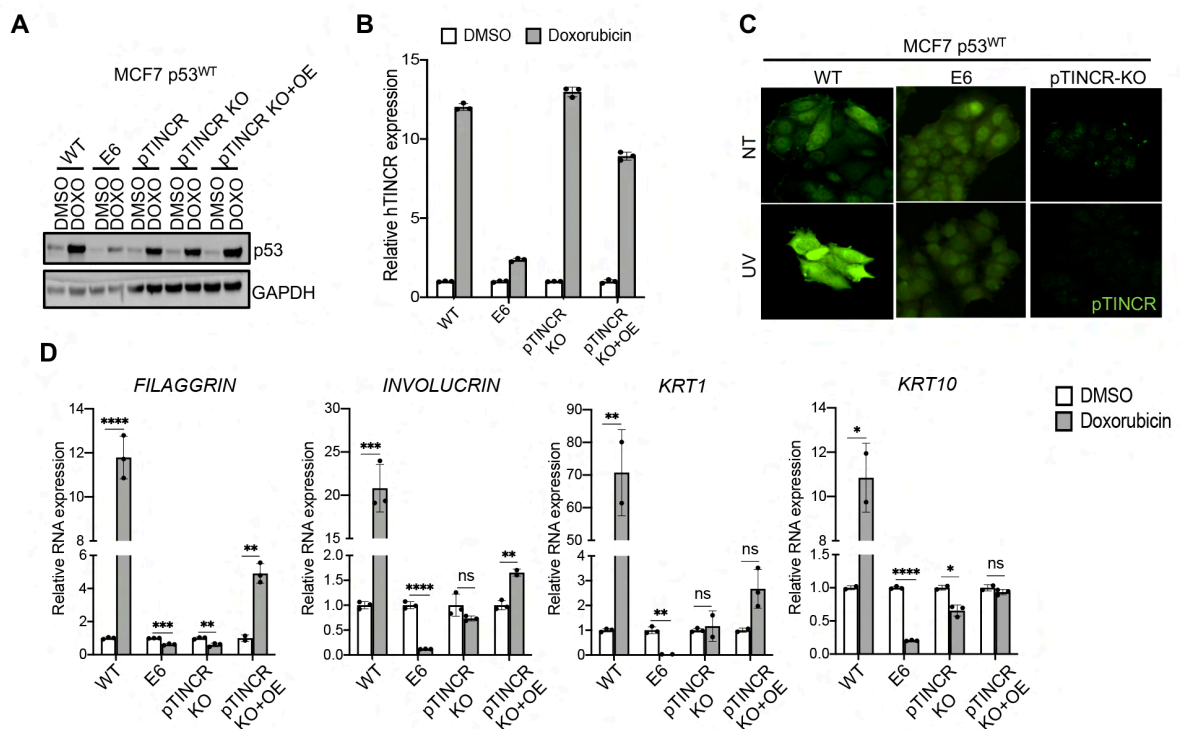 A
MCF7 p53WT
WT
E6
pTINCR
pTINCR KO
pTINCR KO+OE
DMSO
DOXO
DMSO
DOXO
DMSO
DOXO
DMSO
DOXO
DMSO
DOXO
p53
GAPDH
B
DMSO Doxorubicin
Relative hTINCR expression
15
10
5
0
WT
E6
pTINCR
KO
pTINCR
KO+OE
C
MCF7 p53WT
WT E6 pTINCR-KO
NT
UV
pTINCR
D
FILAGGRIN
Relative RNA expression
14
12
10
8
6
4
2
0
****
***
**
**
WT
E6
pTINCR
KO
pTINCR
KO+OE
INVOLUCRIN
Relative RNA expression
30
25
20
15
2.0
1.5
1.0
0.5
0.0
***
****
ns
**
WT
E6
pTINCR
KO
pTINCR
KO+OE
KRT1
Relative RNA expression
90
80
70
60
50
4
3
2
1
0
**
**
ns
ns
WT
E6
pTINCR
KO
pTINCR
KO+OE
KRT10
Relative RNA expression
14
12
10
8
1.5
1.0
0.5
0.0
*
****
*
ns
WT
E6
pTINCR
KO
pTINCR
KO+OE
DMSO
Doxorubicin